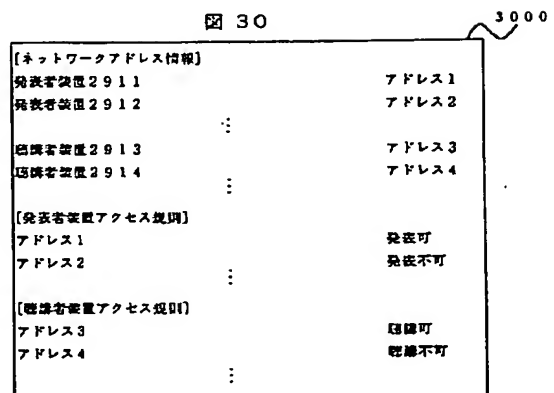 図 30
3000
[ネットワークアドレス情報]
発表者装置2911 アドレス1
発表者装置2912 アドレス2
⋮
聴講者装置2913 アドレス3
聴講者装置2914 アドレス4
⋮
[発表者装置アクセス規則]
アドレス1 発表可
アドレス2 発表不可
⋮
[聴講者装置アクセス規則]
アドレス3 聴講可
アドレス4 聴講不可
⋮